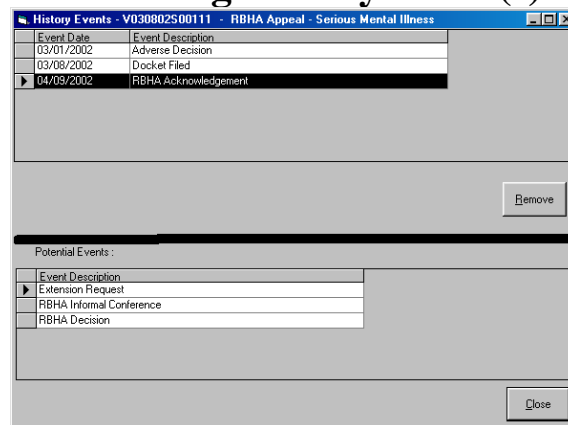 History Events - V030802S00111 - RBHA Appeal - Serious Mental Illness
Event Date Event Description
03/01/2002 Adverse Decision
03/08/2002 Docket Filed
04/09/2002 RBHA Acknowledgement
Remove
Potential Events :
Event Description
Extension Request
RBHA Informal Conference
RBHA Decision
Close